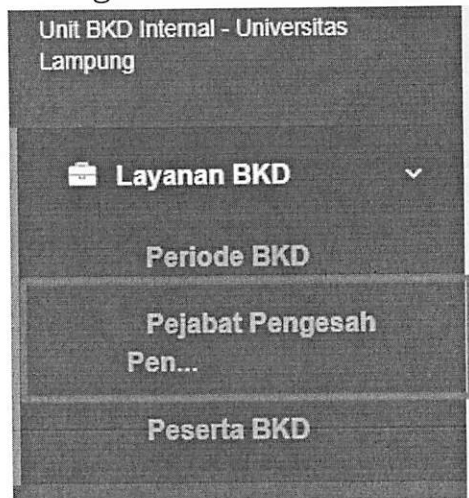 Unit BKD Internal - Universitas
Lampung
Layanan BKD
Periode BKD
Pejabat Pengesah
Pen...
Peserta BKD